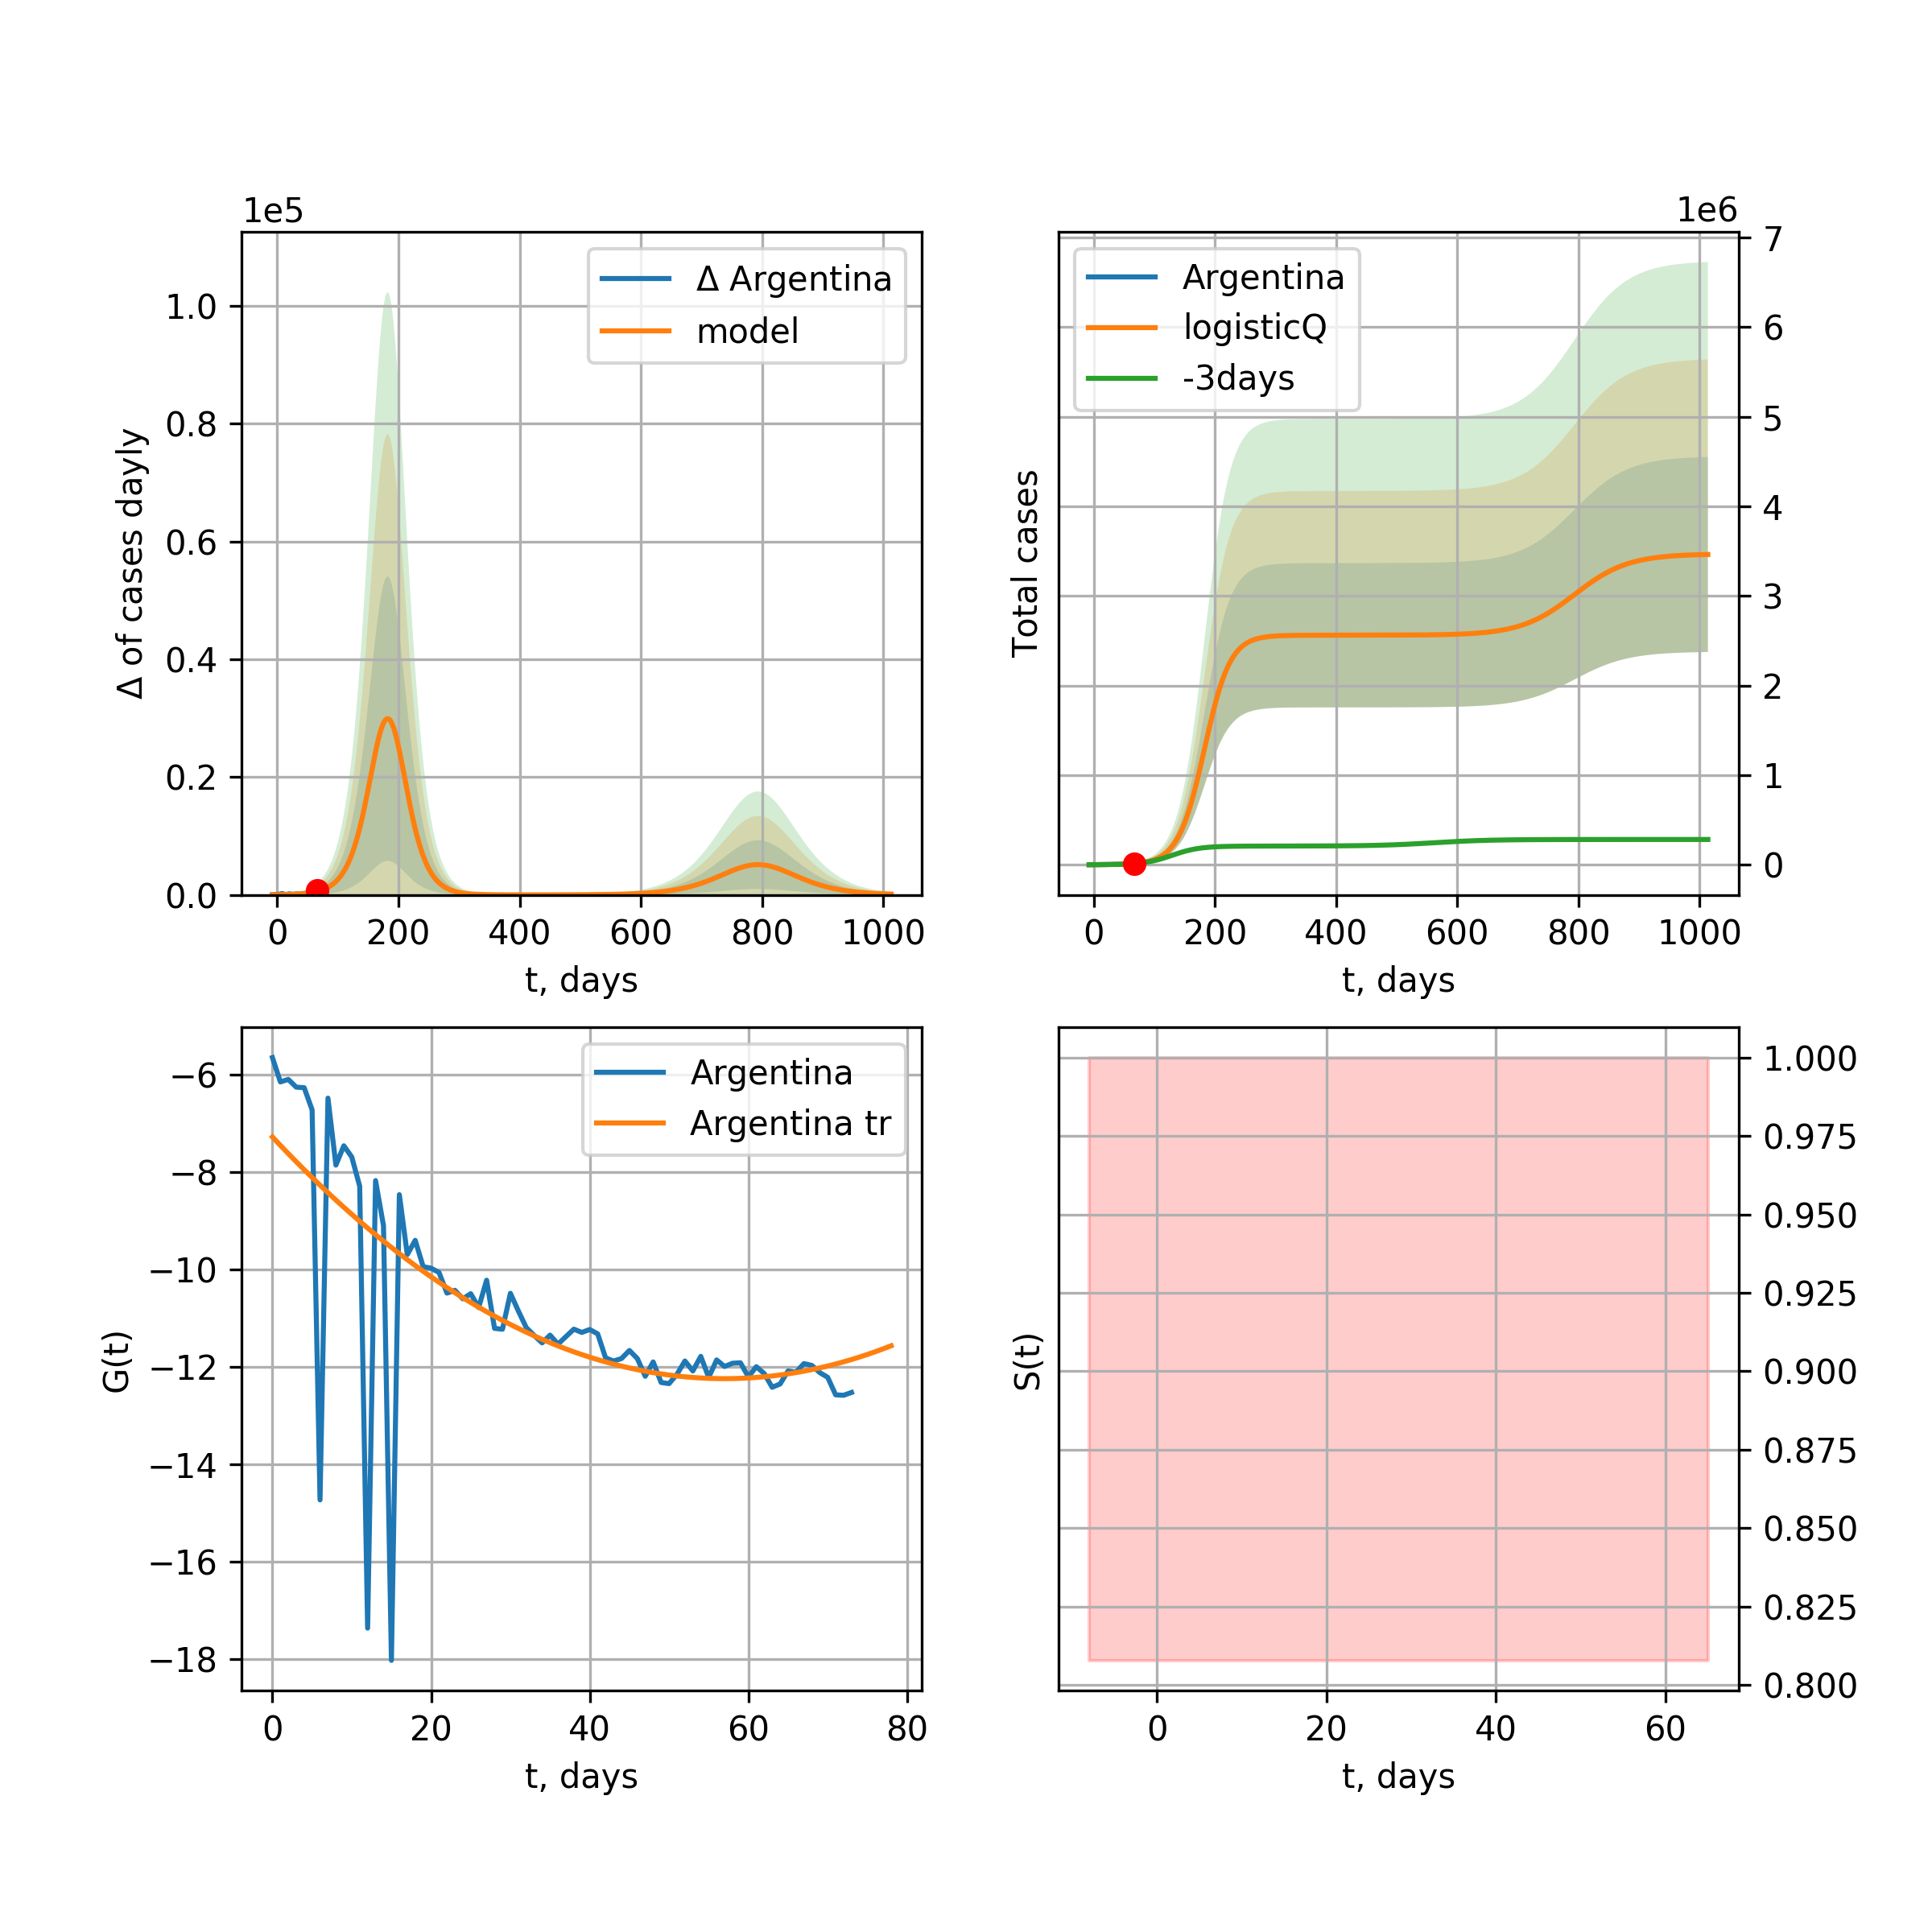 1e5
Δ of cases dayly
1.0
0.8
0.6
0.4
0.2
0.0
Δ Argentina
model
0 200 400 600 800 1000
t, days
1e6
Total cases
Argentina
logisticQ
-3days
7
6
5
4
3
2
1
0
0 200 400 600 800 1000
t, days
G(t)
−6
−8
−10
−12
−14
−16
−18
Argentina
Argentina tr
0 20 40 60 80
t, days
S(t)
1.000
0.975
0.950
0.925
0.900
0.875
0.850
0.825
0.800
0 20 40 60
t, days